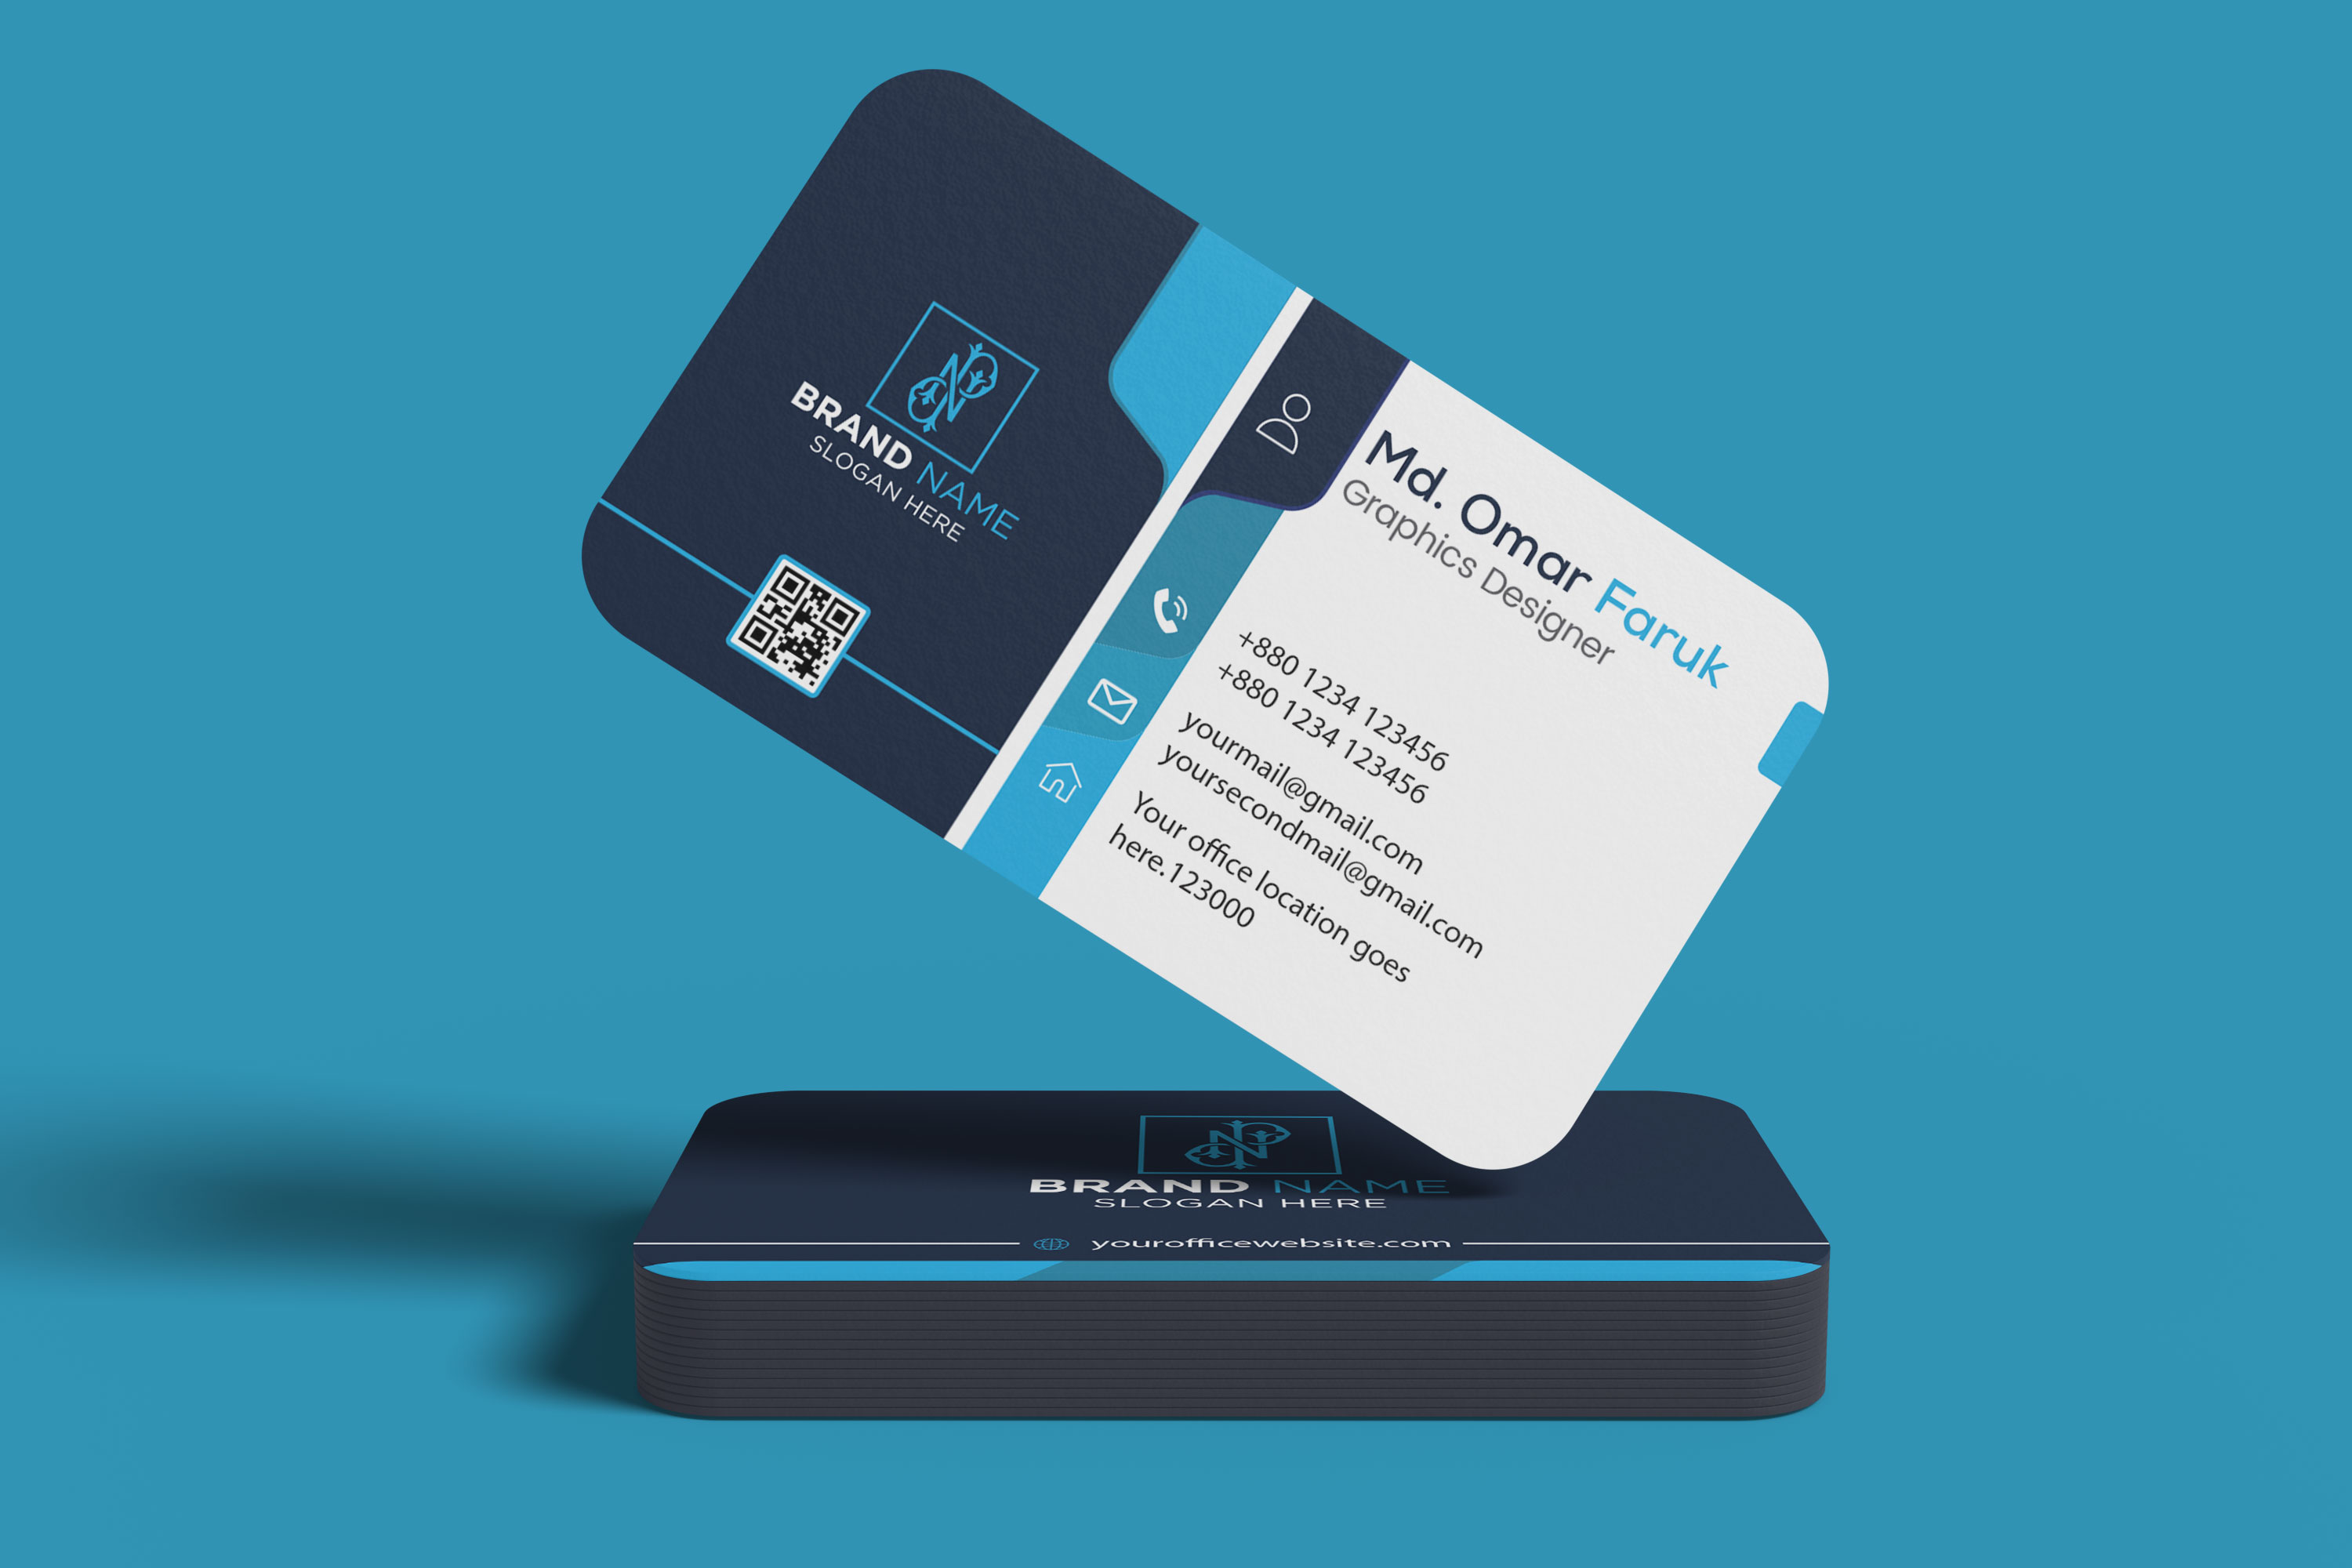 BRAND NAME
SLOGAN HERE
Md. Omar Faruk
Graphics Designer
+880 1234 123456
+880 1234 123456
yourmail@gmail.com
yoursecondmail@gmail.com
Your office location goes
here.123000
BRAND NAME
SLOGAN HERE
yourofficewebsite.com